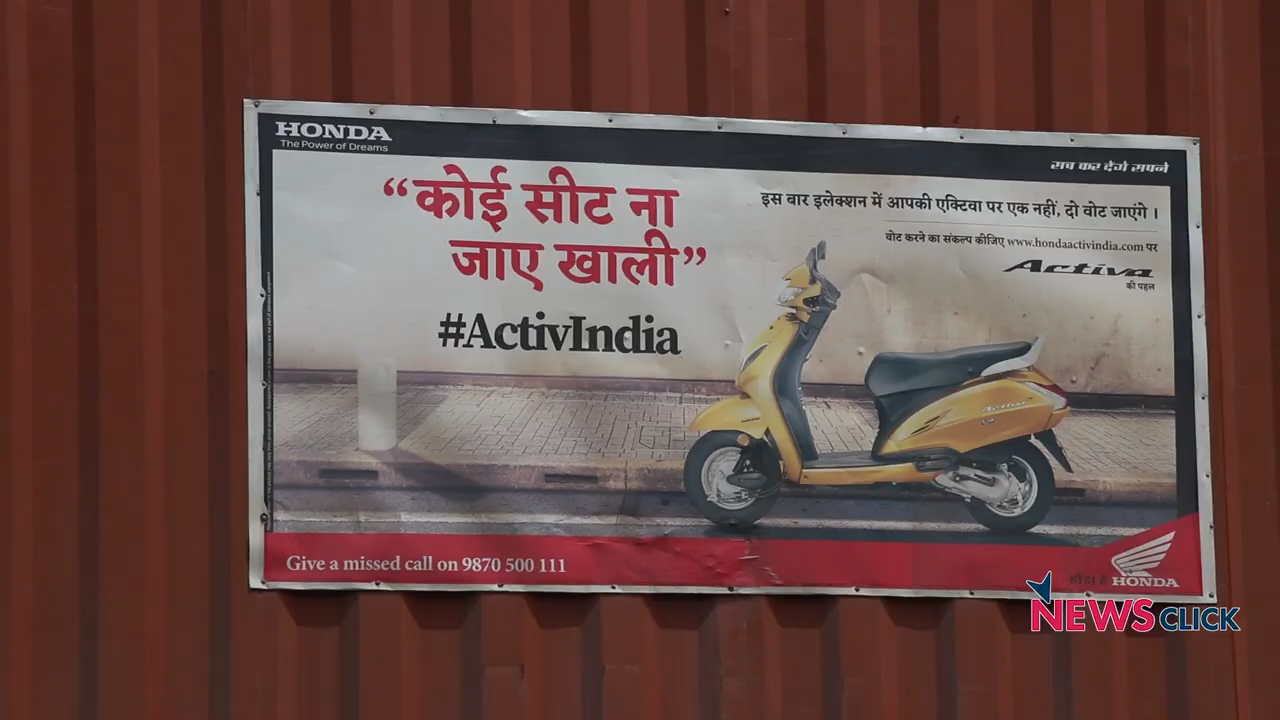 HONDA
The Power of Dreams
सच कर देंगे सपने
“कोई सीट ना
जाए खाली”
#ActivIndia
इस बार इलेक्शन में आपकी एक्टिवा पर एक नहीं, दो वोट जाएंगे ।
वोट करने का संकल्प कीजिए www.hondaactivindia.com पर
Activa
की पहल
Activa
Give a missed call on 9870 500 111
HONDA
NEWSCLICK